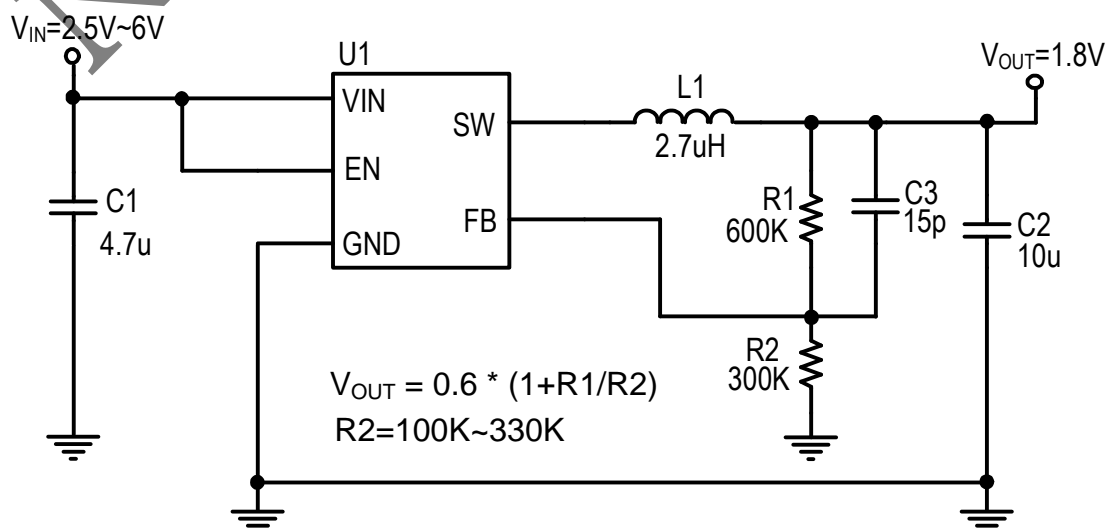 VIN=2.5V~6V
U1
VOUT=1.8V
VIN
SW
L1
2.7uH
EN
C1
4.7u
GND
FB
R1
600K
C3
15p
C2
10u
R2
300K
VOUT = 0.6 * (1+R1/R2)
R2=100K~330K